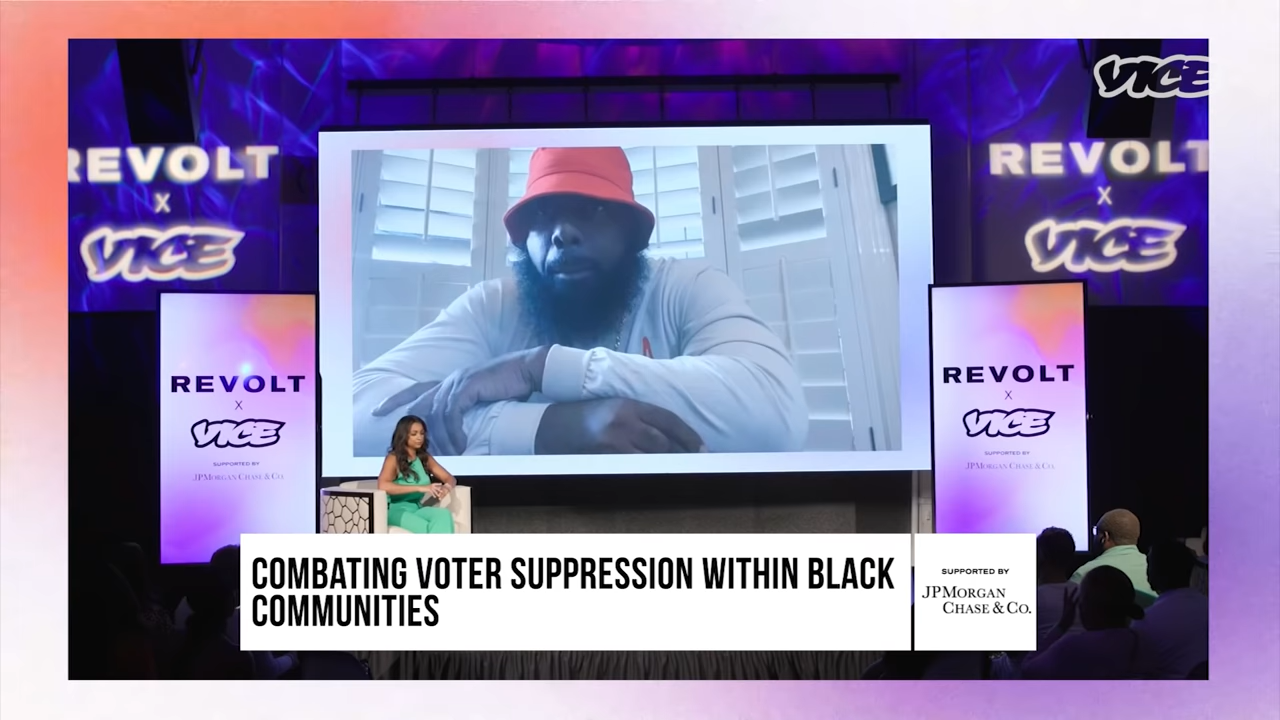 VICE
REVOLT
X
VICE
REVOLT
X
VICE
REVOLT
X
VICE
SUPPORTED BY
JPMORGAN CHASE & CO.
REVOLT
X
VICE
SUPPORTED BY
JPMORGAN CHASE & CO.
COMBATING VOTER SUPPRESSION WITHIN BLACK
COMMUNITIES
SUPPORTED BY
JPMORGAN
CHASE & CO.